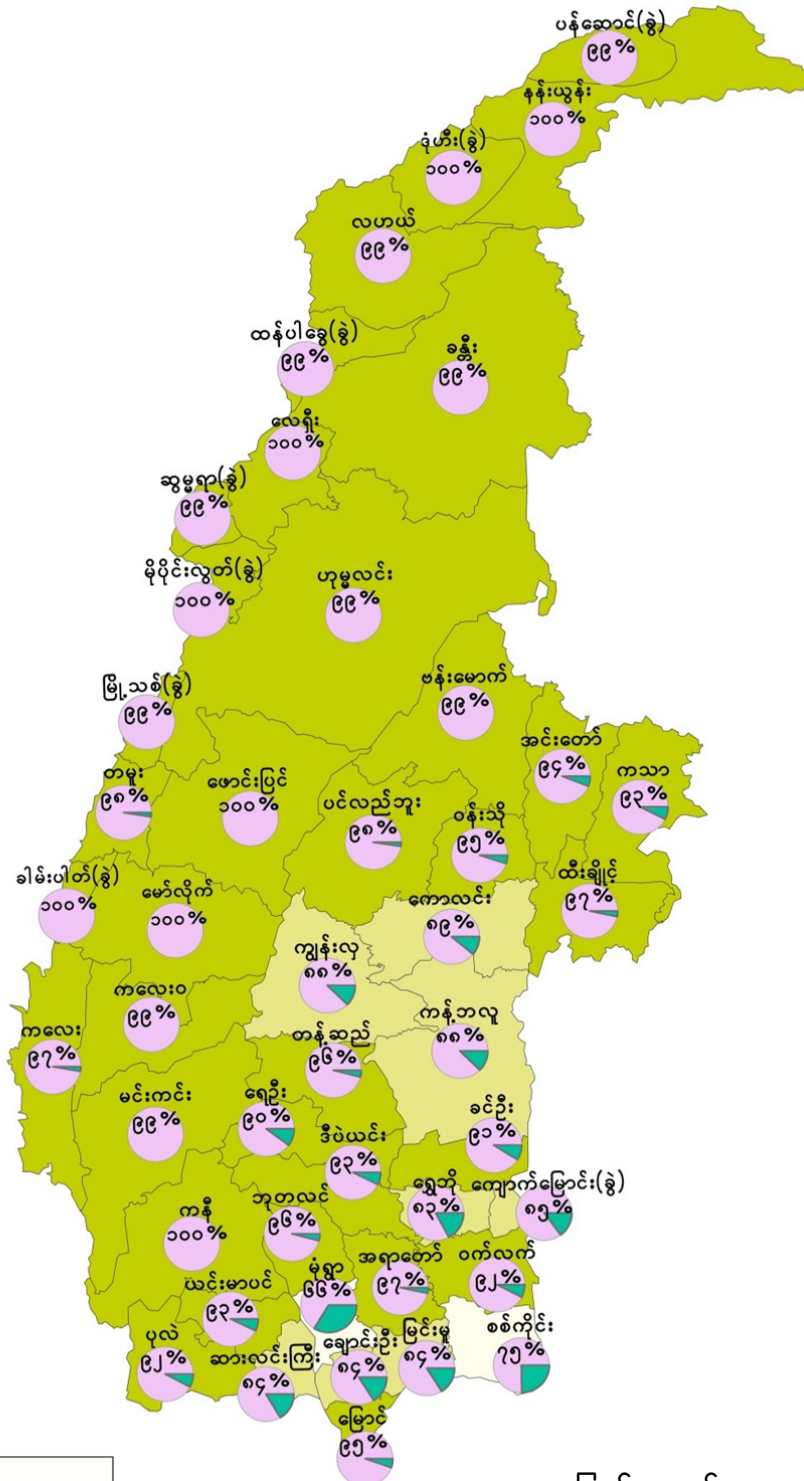 ပန်ဆောင်(ခွဲ)
၉၉%
နန်းယွန်း
၁၀၀%
ဒုံဟီး(ခွဲ)
၁၀၀%
လဟယ်
၉၉%
ထန်ပါခွေ(ခွဲ)
၉၉%
ခန္တီး
၉၉%
လေရှီး
၁၀၀%
ဆွမ္မရာ(ခွဲ)
၉၉%
မိုပိုင်းလွတ်(ခွဲ)
၁၀၀%
ဟုမ္မလင်း
၉၉%
မြို့သစ်(ခွဲ)
၉၉%
ဗန်းမောက်
၉၉%
အင်းတော်
၉၄%
ကသာ
၉၃%
တမူး
၉၈%
ဖောင်းပြင်
၁၀၀%
ပင်လည်ဘူး
၉၈%
ဝန်းသို
၉၅%
ထီးချိုင့်
၉၇%
ခါမ်းပါတ်(ခွဲ)
၁၀၀%
မော်လိုက်
၁၀၀%
ကောလင်း
၈၉%
ကျွန်းလှ
၈၈%
ကန့်ဘလူ
၈၈%
ကလေးဝ
၉၉%
ကလေး
၉၇%
တန့်ဆည်
၉၆%
မင်းကင်း
၉၉%
ရေဦး
၉၀%
ခင်ဦး
၉၁%
ဒီပဲယင်း
၉၃%
ရွှေဘို
၈၃%
ကျောက်မြောင်း(ခွဲ)
၈၅%
ကနီ
၁၀၀%
ဘုတလင်
၉၆%
အရာတော်
၉၇%
ဝက်လက်
၉၂%
ယင်းမာပင်
၉၃%
မုံရွာ
၆၆%
ပုလဲ
၉၂%
ဆားလင်းကြီး
၈၄%
ချောင်းဦး
၈၄%
မြင်းမူ
၈၄%
စစ်ကိုင်း
၇၅%
မြောင်
၉၅%